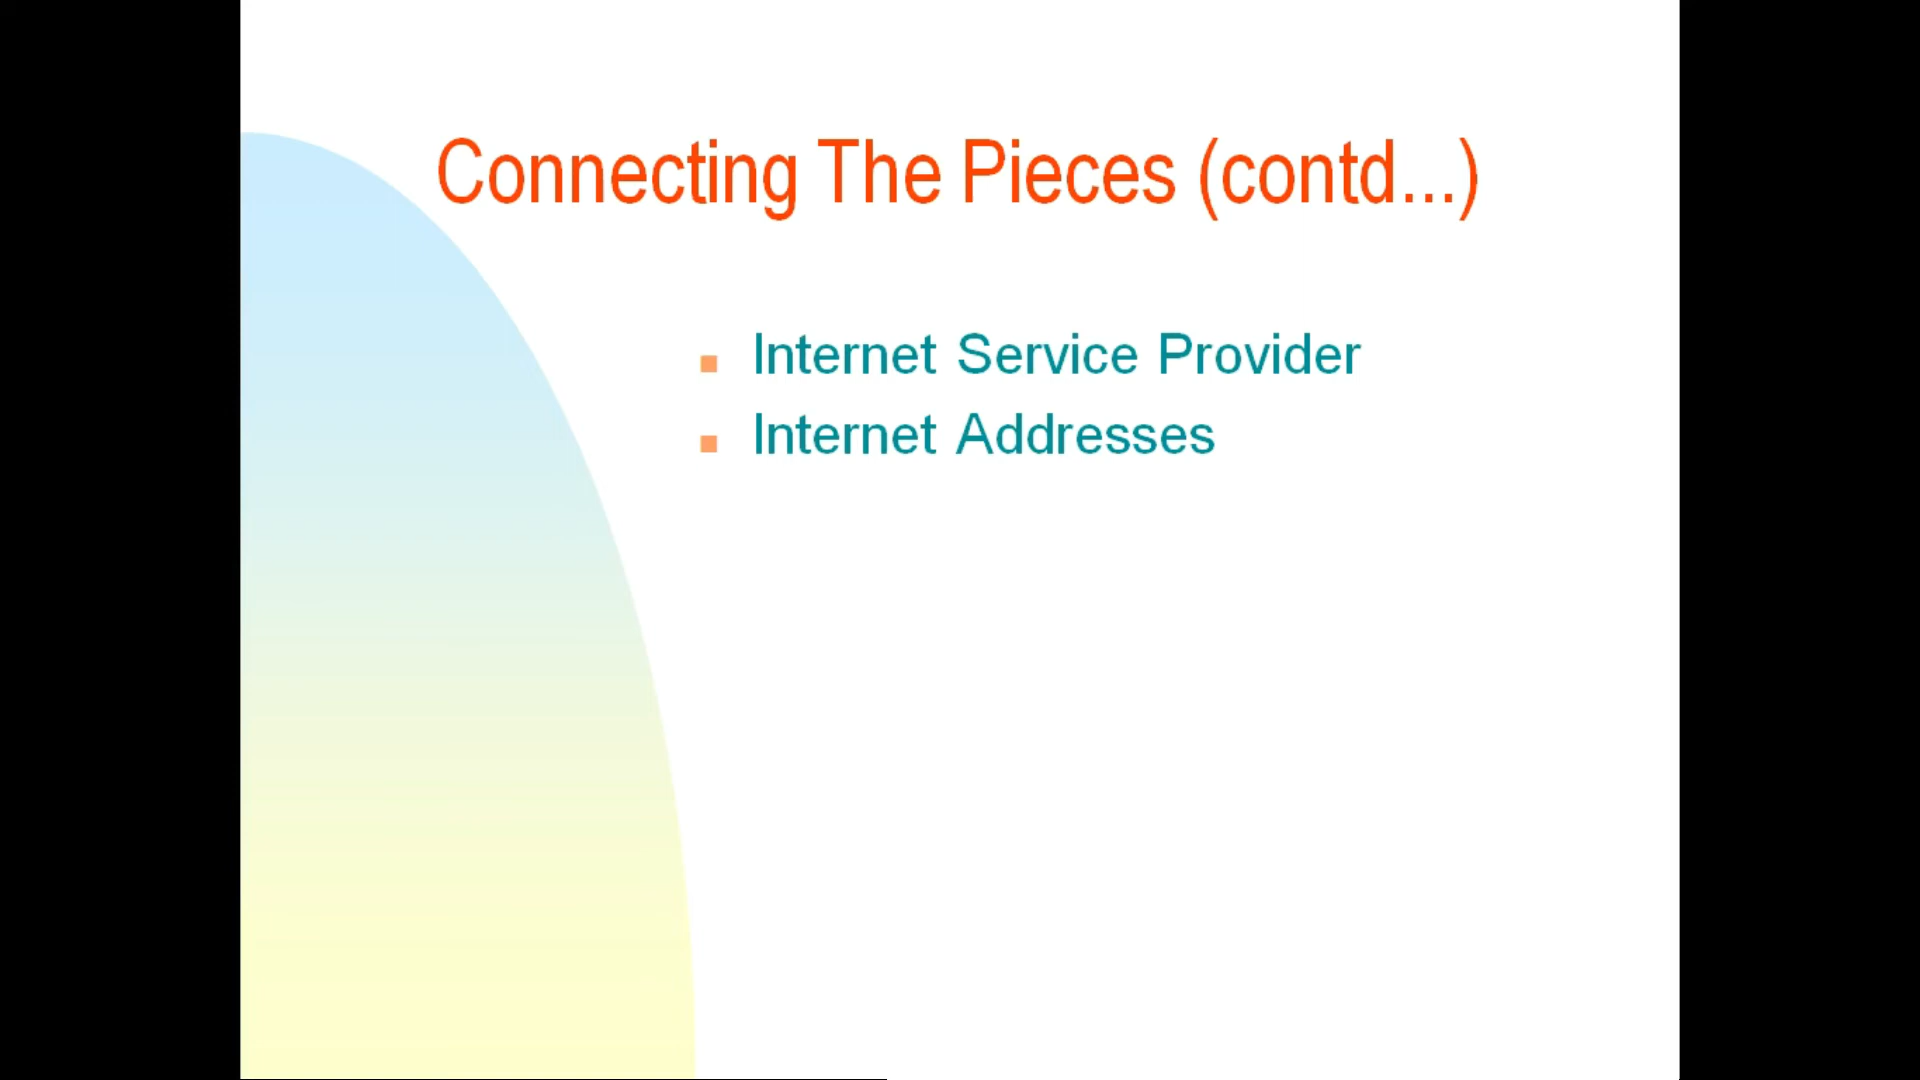 Connecting The Pieces (contd...)
Internet Service Provider
Internet Addresses